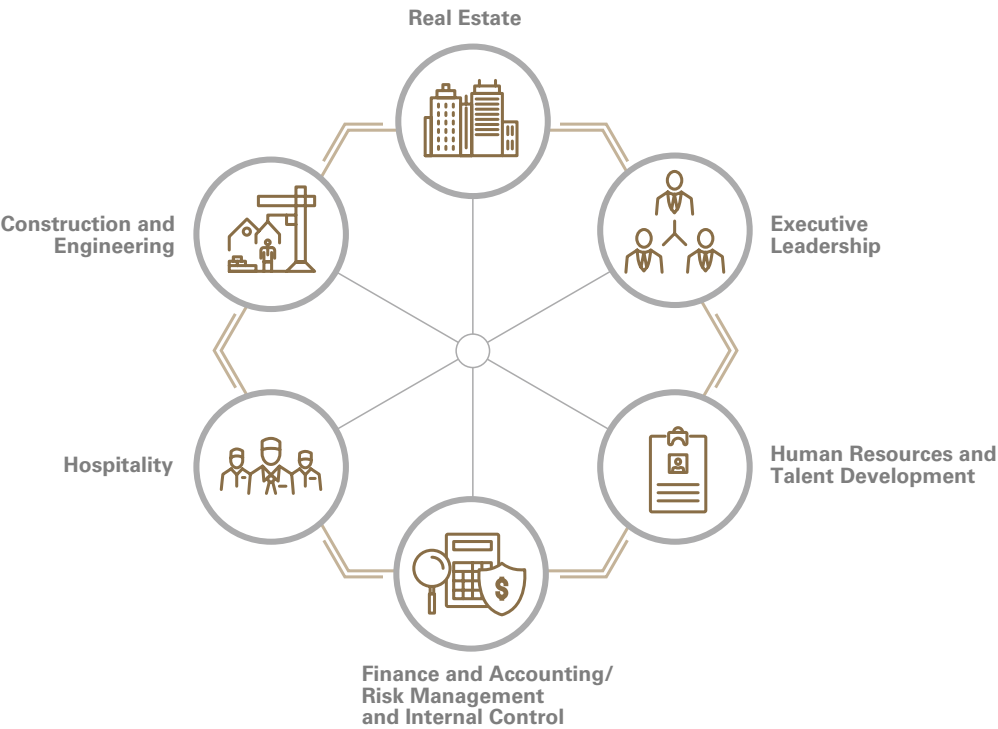 Real Estate
Executive
Leadership
Human Resources and
Talent Development
Finance and Accounting/
Risk Management
and Internal Control
Hospitality
Construction and
Engineering
$